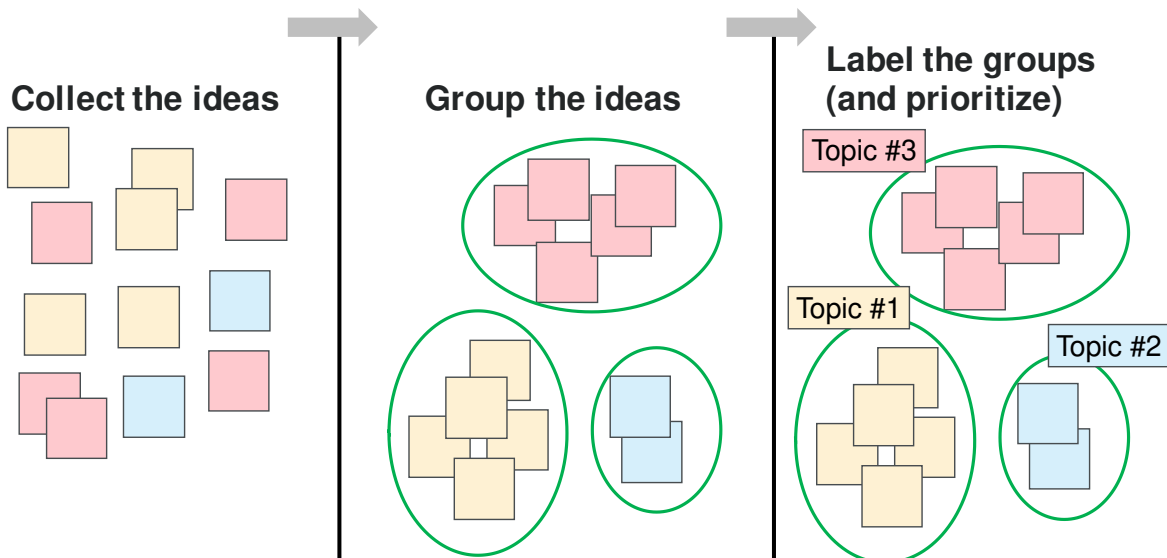 Collect the ideas
Group the ideas
Label the groups
(and prioritize)
Topic #3
Topic #1
Topic #2